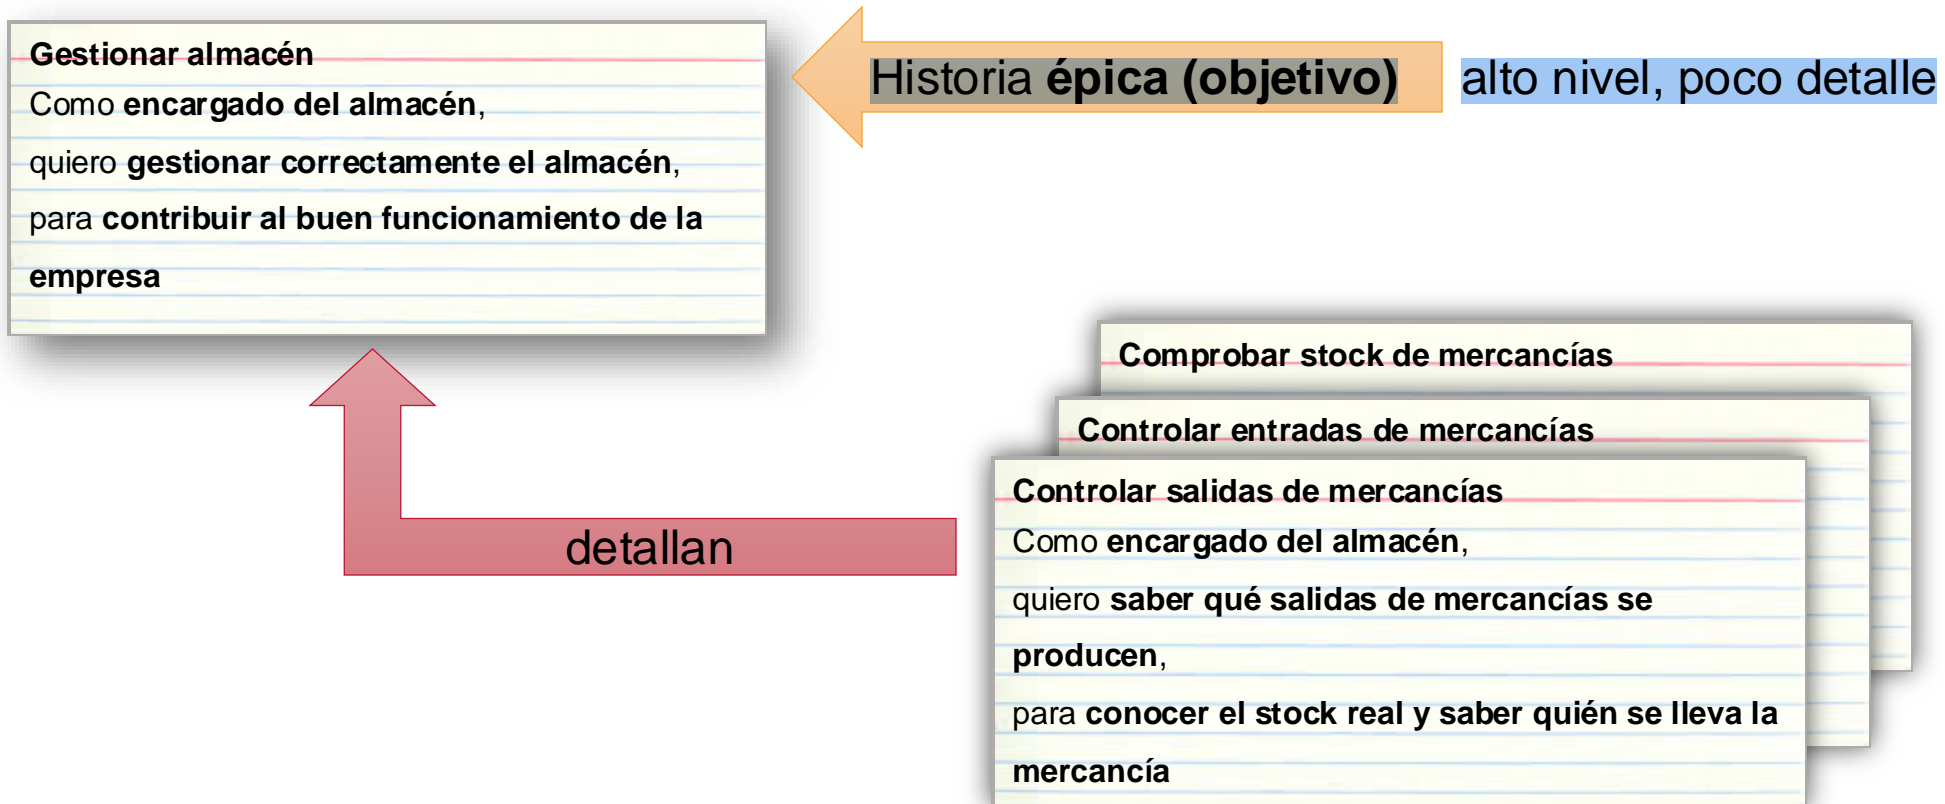 Gestionar almacén
Como encargado del almacén,
quiero gestionar correctamente el almacén,
para contribuir al buen funcionamiento de la
empresa
Historia épica (objetivo)
alto nivel, poco detalle
detallan
Comprobar stock de mercancías
Controlar entradas de mercancías
Controlar salidas de mercancías
Como encargado del almacén,
quiero saber qué salidas de mercancías se
producen,
para conocer el stock real y saber quién se lleva la
mercancía